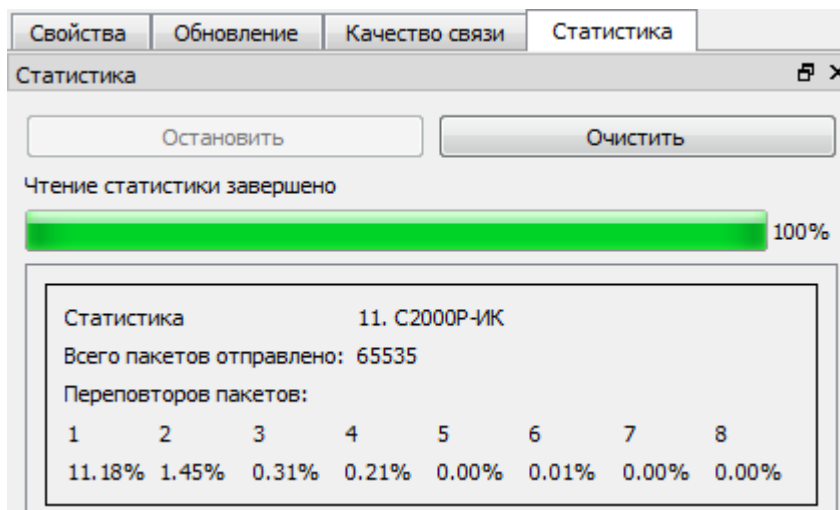 Свойства Обновление Качество связи Статистика
Статистика
Остановить Очистить
Чтение статистики завершено
100%
Статистика 11. С2000Р-ИК
Всего пакетов отправлено: 65535
Переповторов пакетов:
1 2 3 4 5 6 7 8
11.18% 1.45% 0.31% 0.21% 0.00% 0.01% 0.00% 0.00%